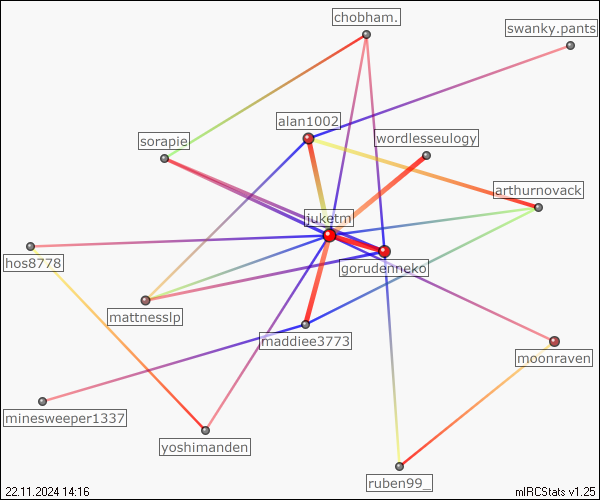 chobham.
swanky.pants
alan1002
wordlesseulogy
sorapie
arthurnovack
juketm
hos8778
gorudenneko
mattnesslp
maddiee3773
moonraven
minesweeper1337
yoshimanden
ruben99_
22.11.2024 14:16
mIRCStats v1.25